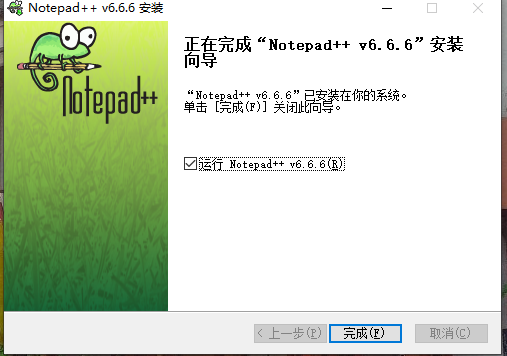 Notepad++ v6.6.6 安装
Notepad++
正在完成“Notepad++ v6.6.6”安装
向导
“Notepad++ v6.6.6”已安装在你的系统。
单击 [完成(F)] 关闭此向导。
运行 Notepad++ v6.6.6(R)
< 上一步(P) 完成(F) 取消(C)